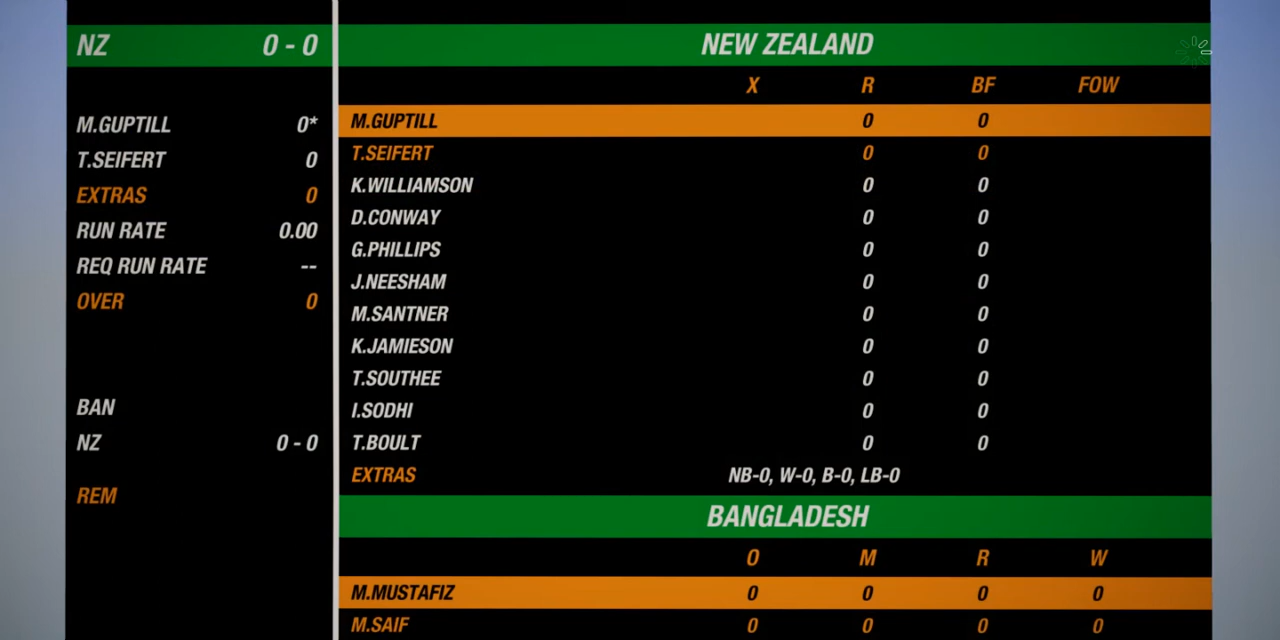 NZ 0 - 0
M.GUPTILL 0*
T.SEIFERT 0
EXTRAS 0
RUN RATE 0.00
REQ RUN RATE --
OVER 0
BAN
NZ 0 - 0
REM
NEW ZEALAND
X R BF FOW
M.GUPTILL 0 0
T.SEIFERT 0 0
K.WILLIAMSON 0 0
D.CONWAY 0 0
G.PHILLIPS 0 0
J.NEESHAM 0 0
M.SANTNER 0 0
K.JAMIESON 0 0
T.SOUTHEE 0 0
I.SODHI 0 0
T.BOULT 0 0
EXTRAS NB-0, W-0, B-0, LB-0
BANGLADESH
O M R W
M.MUSTAFIZ 0 0 0 0
M.SAIF 0 0 0 0